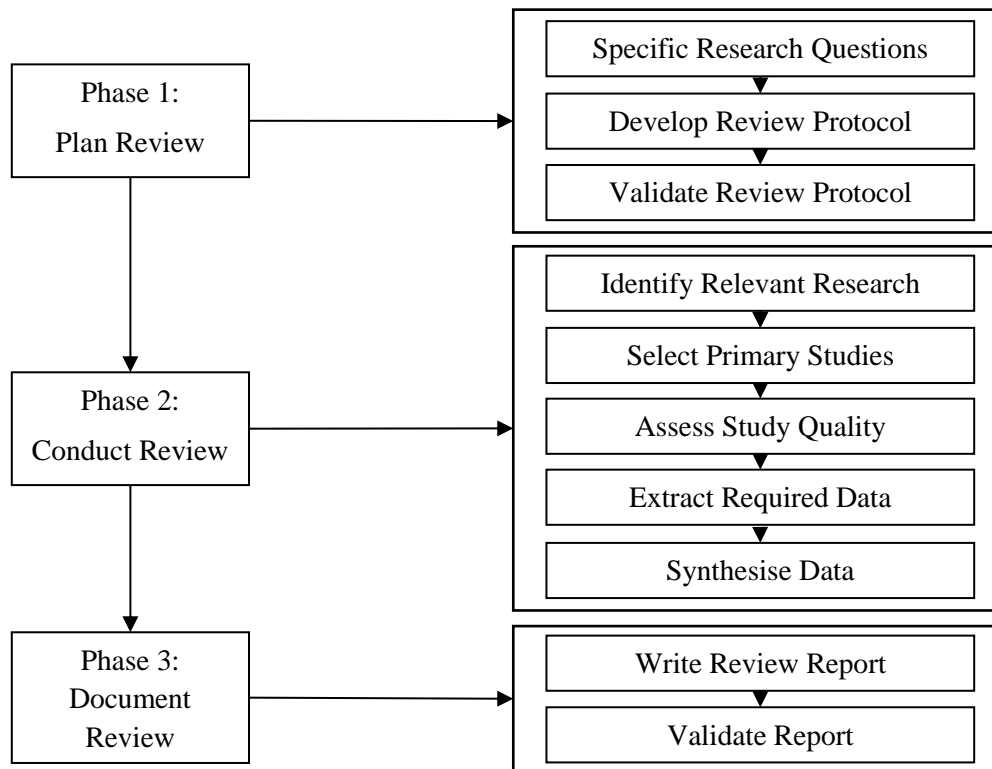 Phase 1:
Plan Review
Specific Research Questions
Develop Review Protocol
Validate Review Protocol
Phase 2:
Conduct Review
Identify Relevant Research
Select Primary Studies
Assess Study Quality
Extract Required Data
Synthesise Data
Phase 3:
Document
Review
Write Review Report
Validate Report